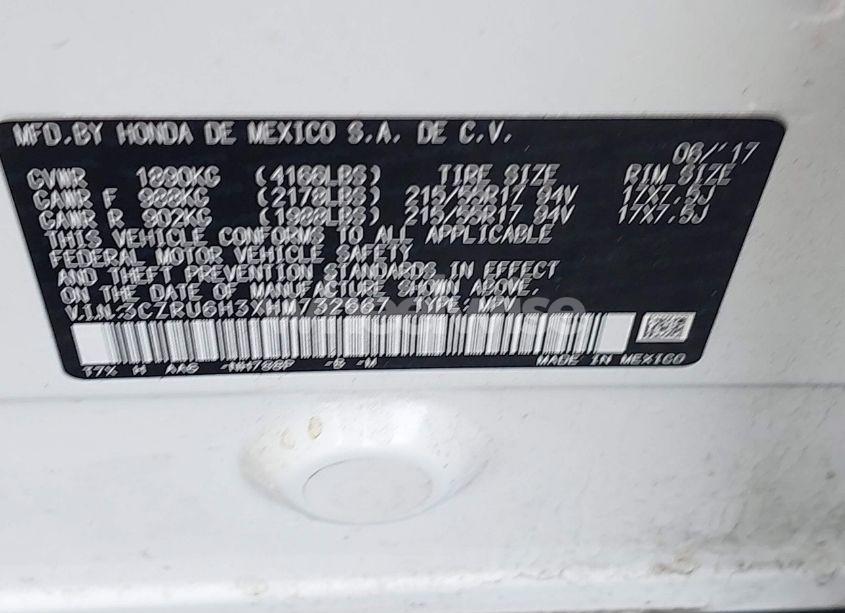 MFD.BY HONDA DE MEXICO S.A. DE C.V.
06/'17
GVWR 1890KG (4166LBS) TIRE SIZE RIM SIZE
GAWR F (2178LBS) 215/55R17 94V 17X7.5J
GAWR R 902KG 215/55R17 94V 17X7.5J
THIS VEHICLE CONFORMS TO ALL APPLICABLE
FEDERAL MOTOR VEHICLE SAFETY
AND THEFT PREVENTION STANDARDS IN EFFECT
ON THE DATE OF MANUFACTURE SHOWN ABOVE.
V.I.N.3CZRU6H3XHM732667 TYPE:MPV
H -NH788P -B -M MADE IN MEXICO